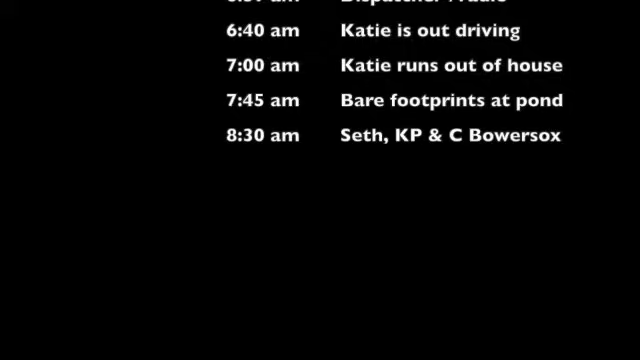 6:40 am Katie is out driving
7:00 am Katie runs out of house
7:45 am Bare footprints at pond
8:30 am Seth, KP & C Bowersox